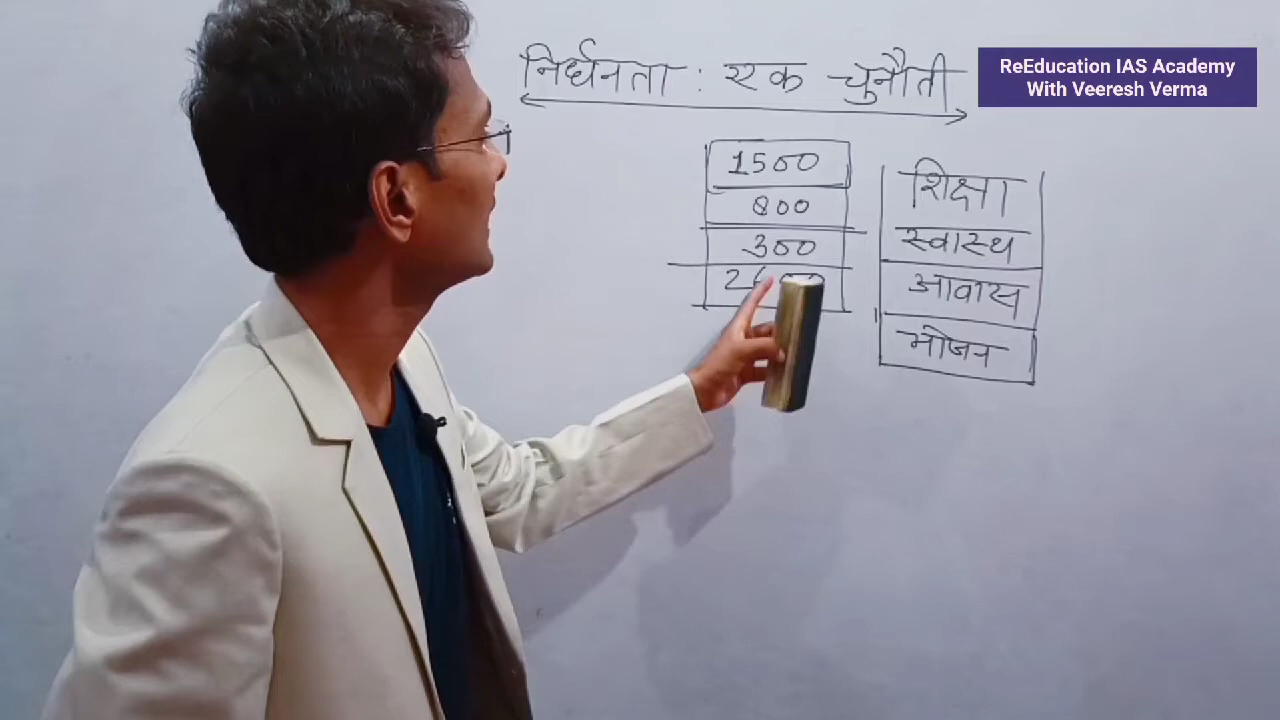 निर्धनता : एक चुनौती
ReEducation IAS Academy
With Veeresh Verma
1500
800
300
शिक्षा
स्वास्थ
आवास
भोजन